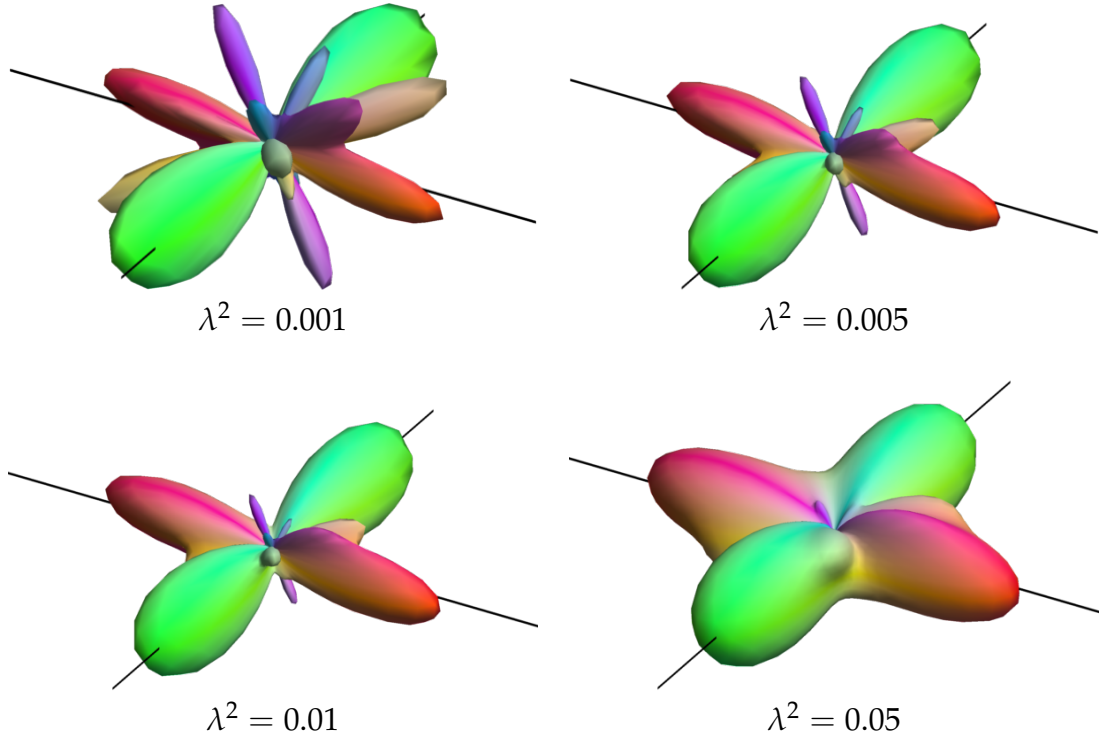 λ² = 0.001
λ² = 0.005
λ² = 0.01
λ² = 0.05